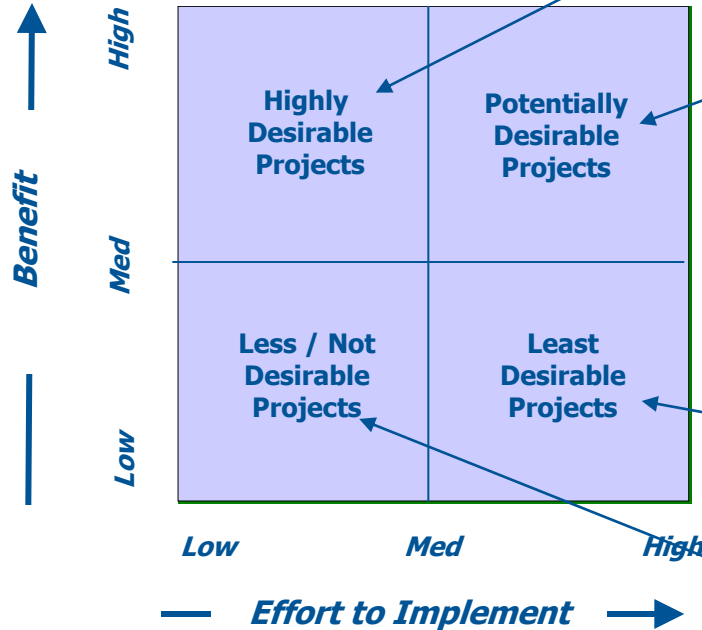 High
Highly
Desirable
Projects
Potentially
Desirable
Projects
Benefit
Med
Less / Not
Desirable
Projects
Least
Desirable
Projects
Low
Low
Med
High
Effort to Implement